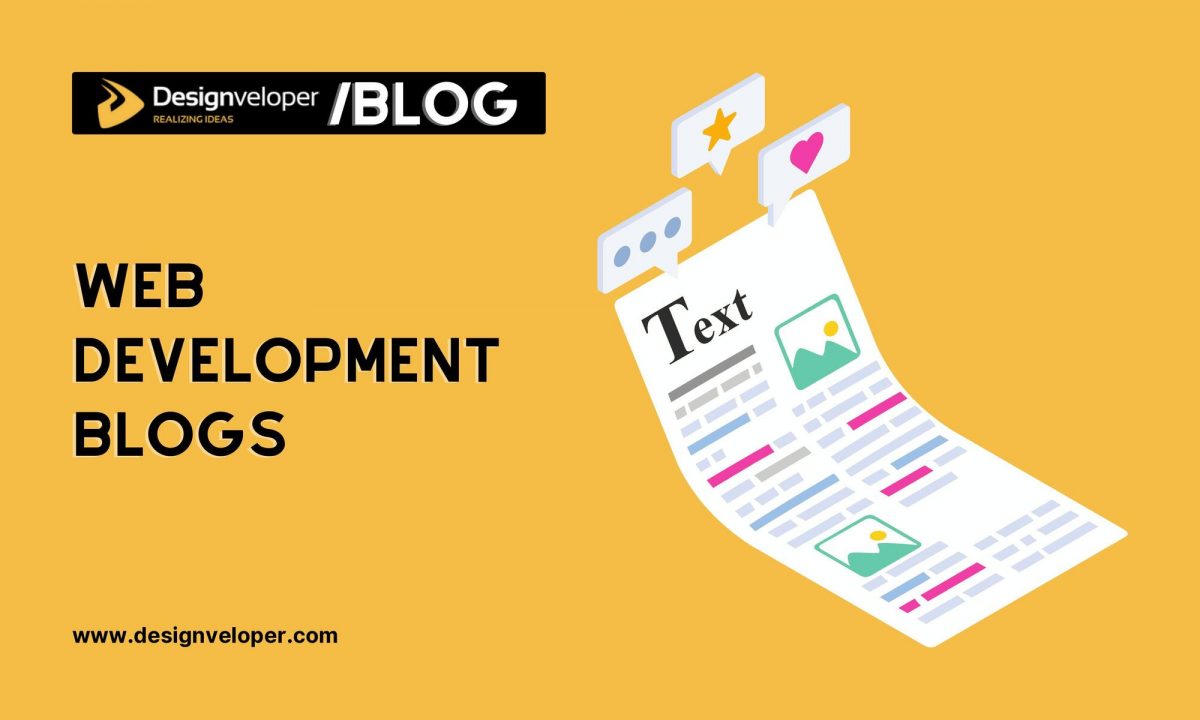 Designveloper /BLOG
REALIZING IDEAS
WEB
DEVELOPMENT
BLOGS
Text
www.designveloper.com